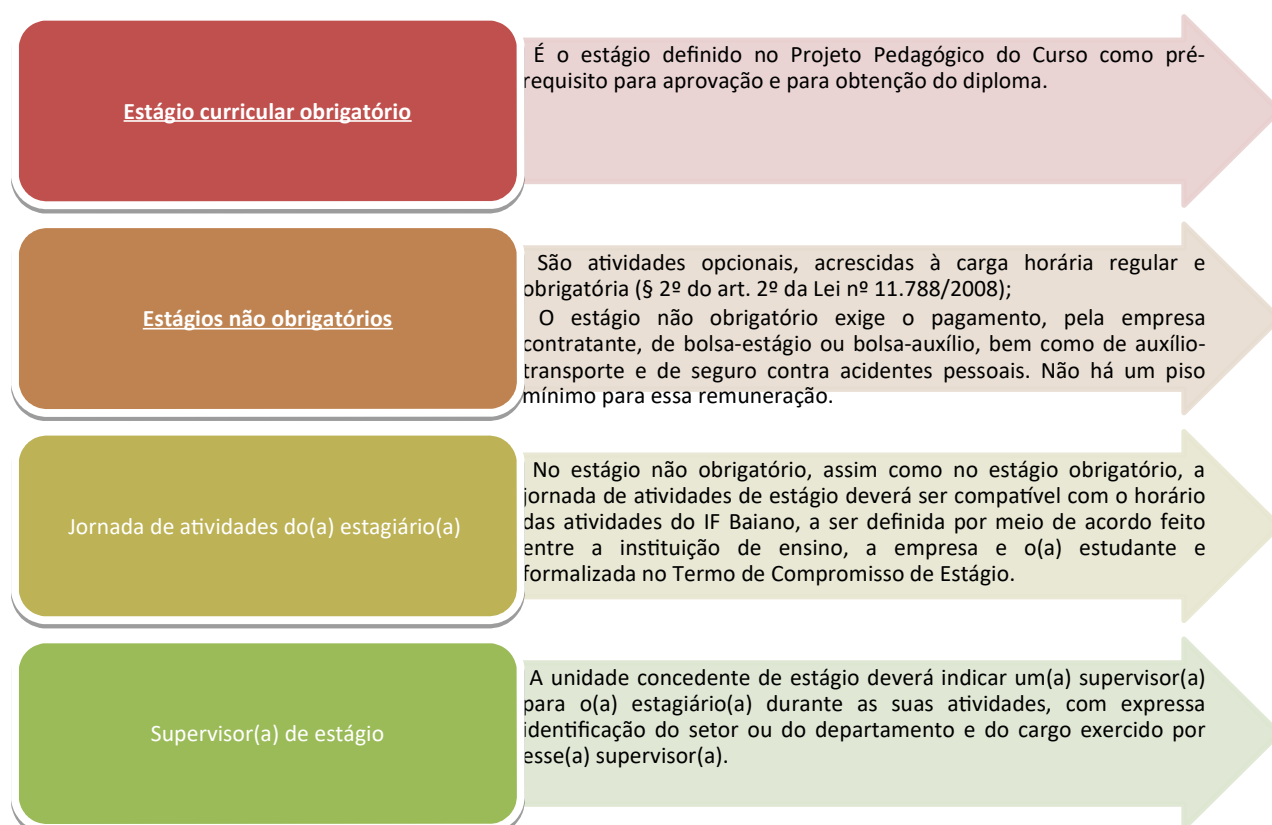 Estágio curricular obrigatório
É o estágio definido no Projeto Pedagógico do Curso como pré-
requisito para aprovação e para obtenção do diploma.
Estágios não obrigatórios
São atividades opcionais, acrescidas à carga horária regular e
obrigatória (§ 2º do art. 2º da Lei nº 11.788/2008);
O estágio não obrigatório exige o pagamento, pela empresa
contratante, de bolsa-estágio ou bolsa-auxílio, bem como de auxílio-
transporte e de seguro contra acidentes pessoais. Não há um piso
mínimo para essa remuneração.
Jornada de atividades do(a) estagiário(a)
No estágio não obrigatório, assim como no estágio obrigatório, a
jornada de atividades de estágio deverá ser compatível com o horário
das atividades do IF Baiano, a ser definida por meio de acordo feito
entre a instituição de ensino, a empresa e o(a) estudante e
formalizada no Termo de Compromisso de Estágio.
Supervisor(a) de estágio
A unidade concedente de estágio deverá indicar um(a) supervisor(a)
para o(a) estagiário(a) durante as suas atividades, com expressa
identificação do setor ou do departamento e do cargo exercido por
esse(a) supervisor(a).